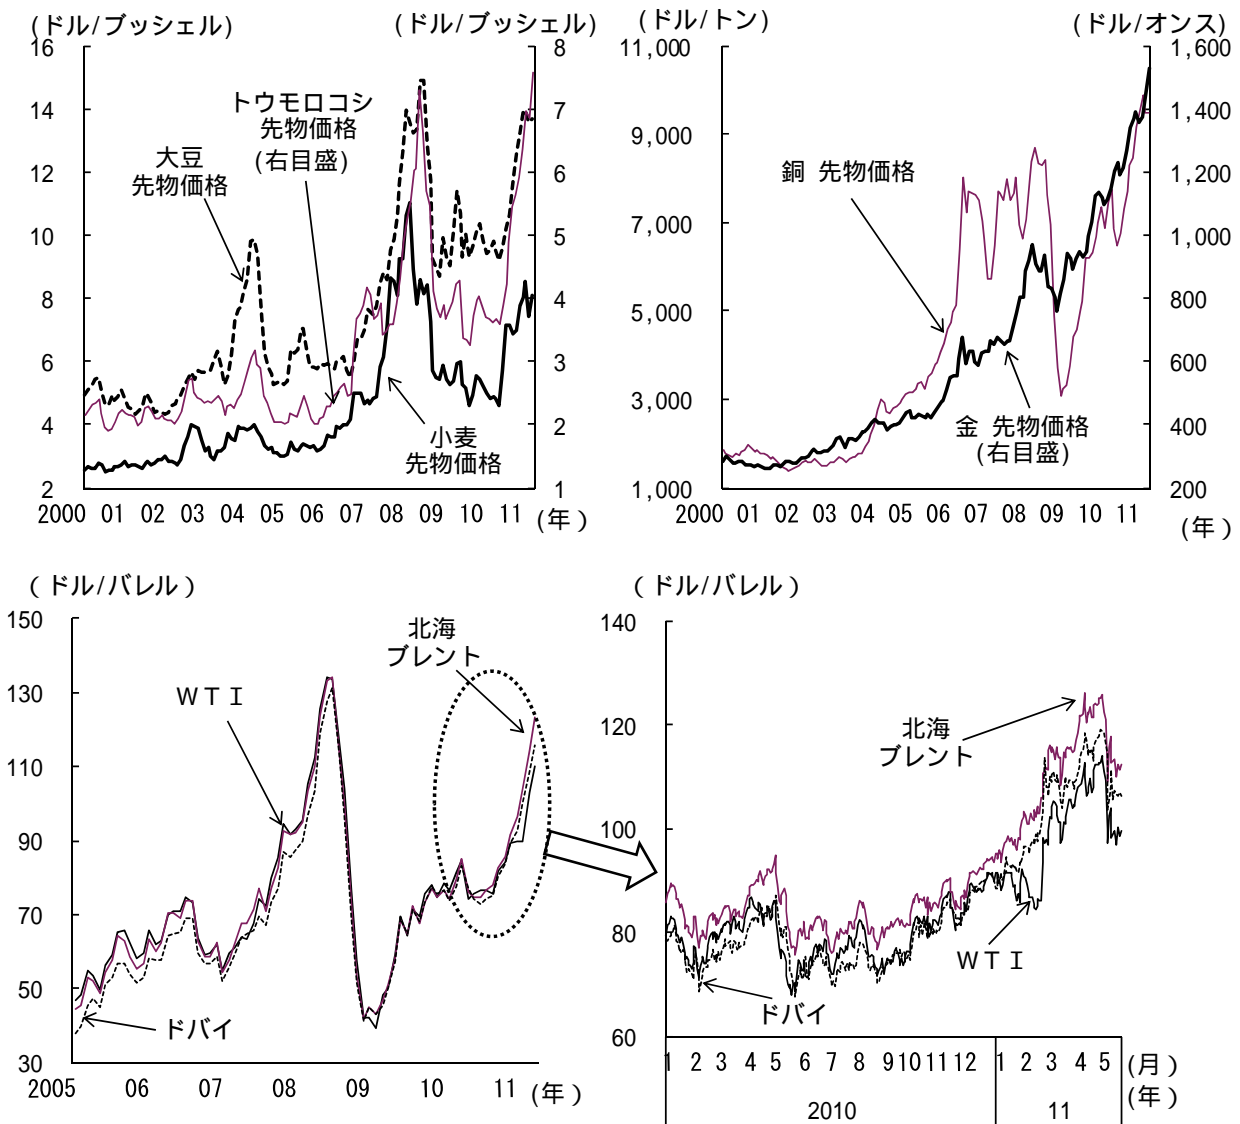 (ドル/ブッシェル)
(ドル/ブッシェル)
16
14
12
10
8
6
4
2
8
7
6
5
4
3
2
1
トウモロコシ
先物価格
(右目盛)
大豆
先物価格
小麦
先物価格
2000 01 02 03 04 05 06 07 08 09 10 11
(年)
(ドル/トン)
(ドル/オンス)
11,000
9,000
7,000
5,000
3,000
1,000
1,600
1,400
1,200
1,000
800
600
400
200
銅 先物価格
金 先物価格
(右目盛)
2000 01 02 03 04 05 06 07 08 09 10 11
(年)
(ドル/バレル)
150
130
110
90
70
50
30
北海
ブレント
WTI
ドバイ
2005 06 07 08 09 10 11
(年)
(ドル/バレル)
140
120
100
80
60
北海
ブレント
WTI
ドバイ
1 2 3 4 5 6 7 8 9 10 11 12 1 2 3 4 5 (月)
2010 11 (年)